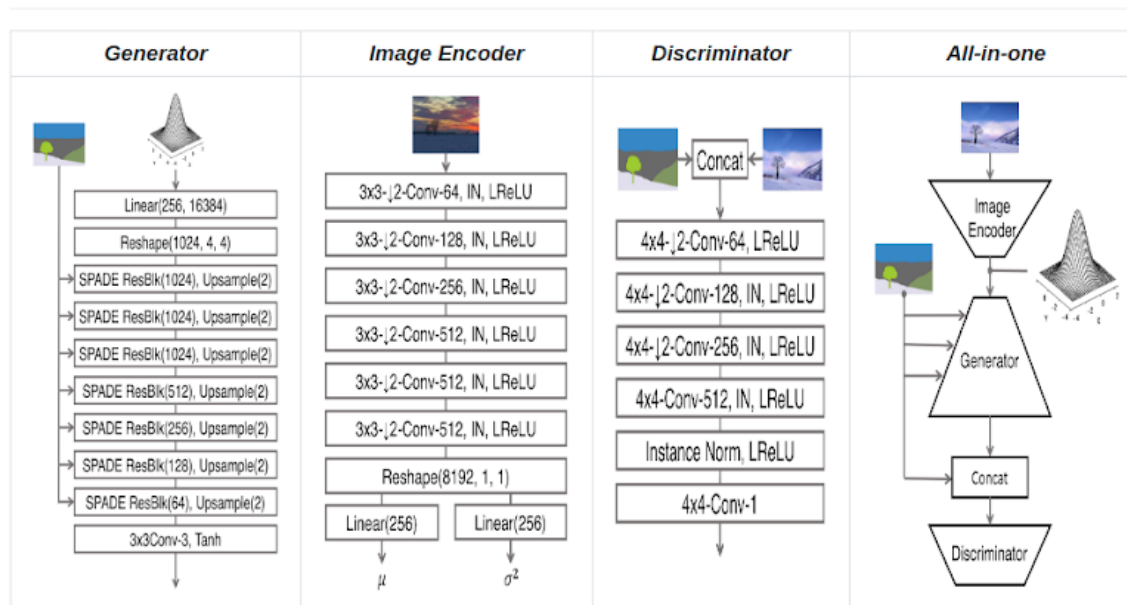 Generator
Image Encoder
Discriminator
All-in-one
Linear(256, 16384)
Reshape(1024, 4, 4)
SPADE ResBlk(1024), Upsample(2)
SPADE ResBlk(1024), Upsample(2)
SPADE ResBlk(1024), Upsample(2)
SPADE ResBlk(512), Upsample(2)
SPADE ResBlk(256), Upsample(2)
SPADE ResBlk(128), Upsample(2)
SPADE ResBlk(64), Upsample(2)
3x3Conv-3, Tanh
3x3-↓2-Conv-64, IN, LReLU
3x3-↓2-Conv-128, IN, LReLU
3x3-↓2-Conv-256, IN, LReLU
3x3-↓2-Conv-512, IN, LReLU
3x3-↓2-Conv-512, IN, LReLU
3x3-↓2-Conv-512, IN, LReLU
Reshape(8192, 1, 1)
Linear(256)
Linear(256)
μ
σ²
Concat
4x4-↓2-Conv-64, LReLU
4x4-↓2-Conv-128, IN, LReLU
4x4-↓2-Conv-256, IN, LReLU
4x4-Conv-512, IN, LReLU
Instance Norm, LReLU
4x4-Conv-1
Image
Encoder
Generator
Concat
Discriminator